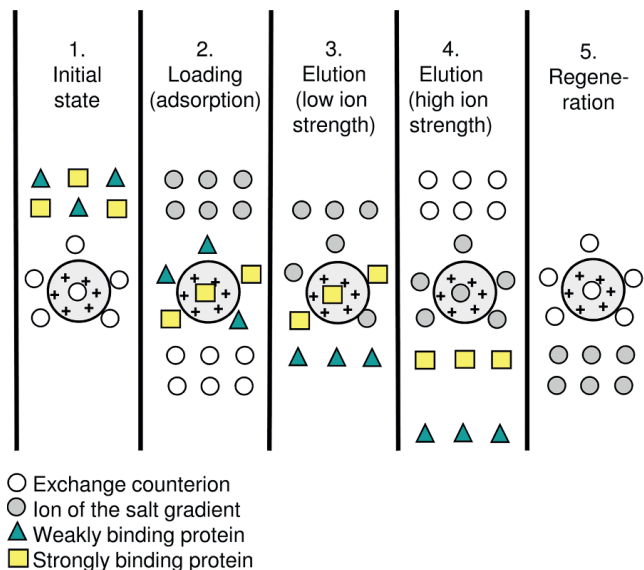 1.
Initial
state
2.
Loading
(adsorption)
3.
Elution
(low ion
strength)
4.
Elution
(high ion
strength)
5.
Regene-
ration
Exchange counterion
Ion of the salt gradient
Weakly binding protein
Strongly binding protein